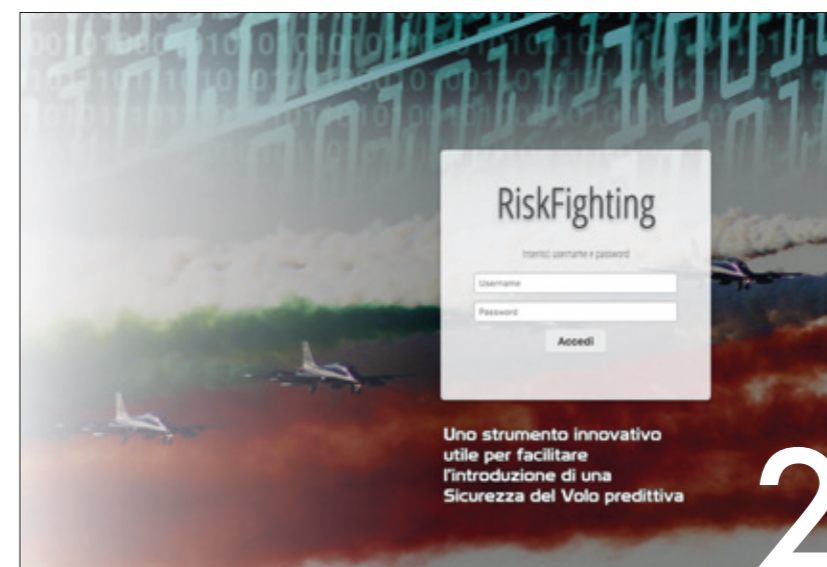 RiskFighting
Inserisci username e password
Username
Password
Accedi
Uno strumento innovativo
utile per facilitare
l'introduzione di una
Sicurezza del Volo predittiva
2